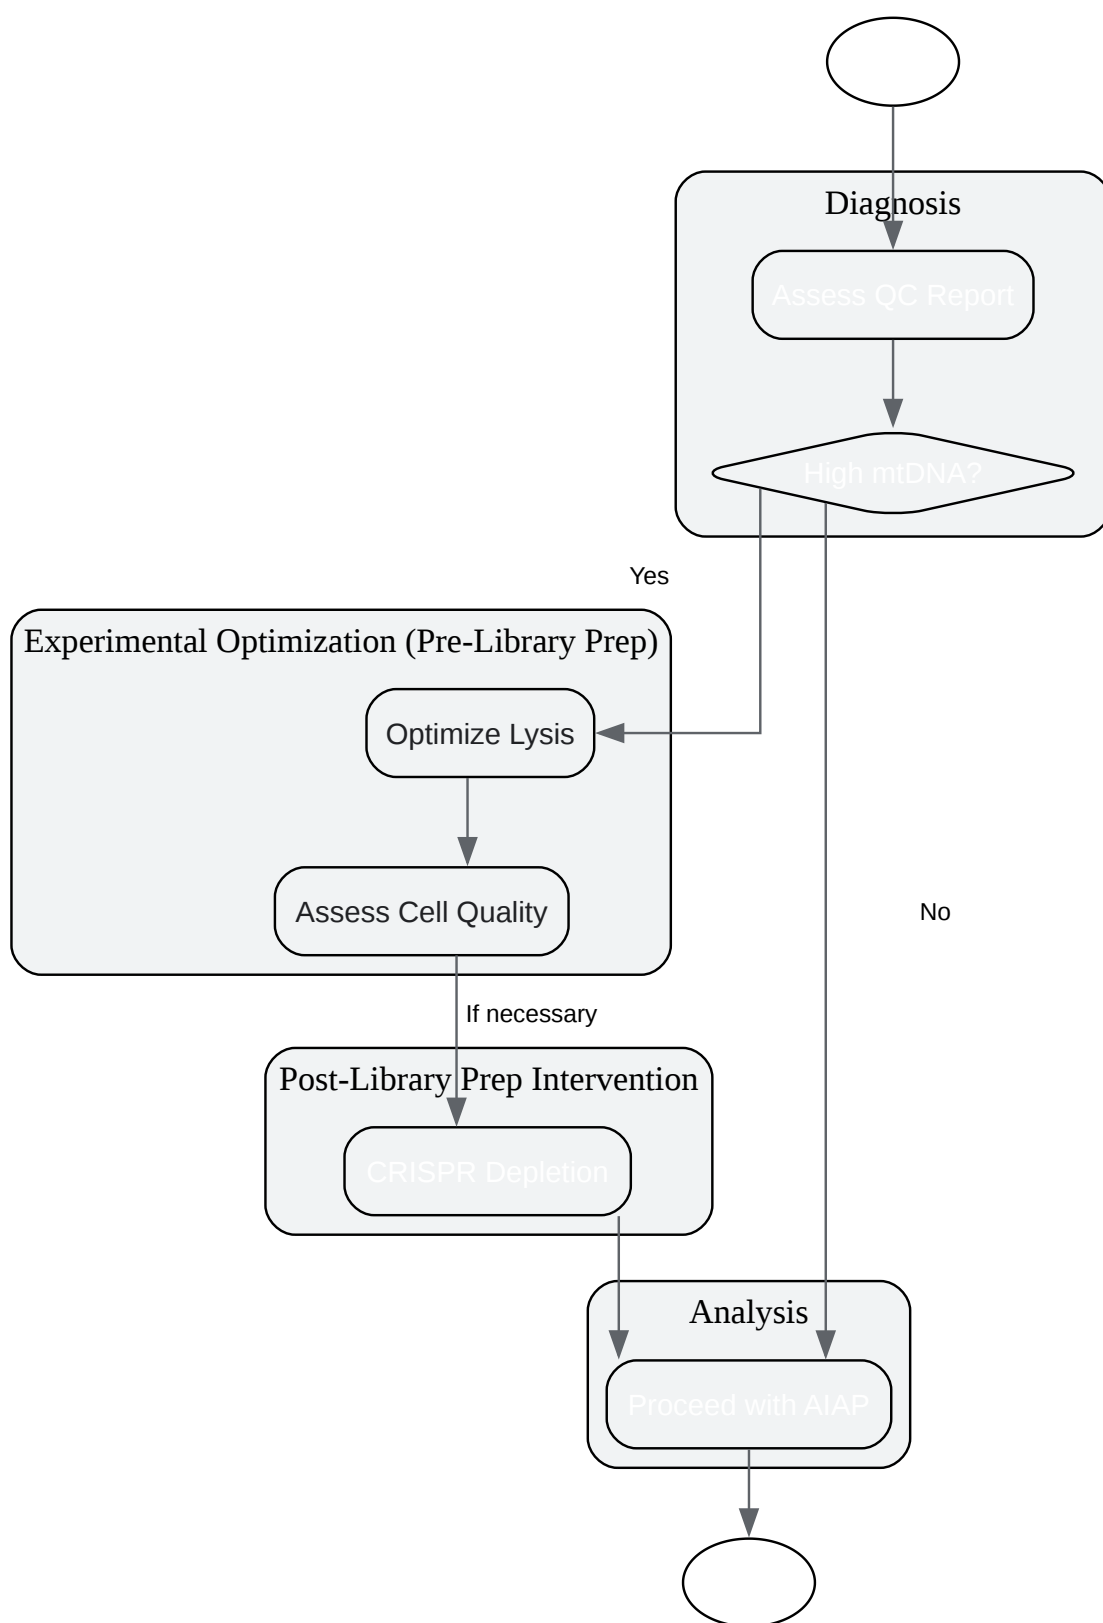 Diagnosis
Assess QC Report
High mtDNA?
Yes
Experimental Optimization (Pre-Library Prep)
Optimize Lysis
Assess Cell Quality
No
If necessary
Post-Library Prep Intervention
CRISPR Depletion
Analysis
Proceed with AIAP